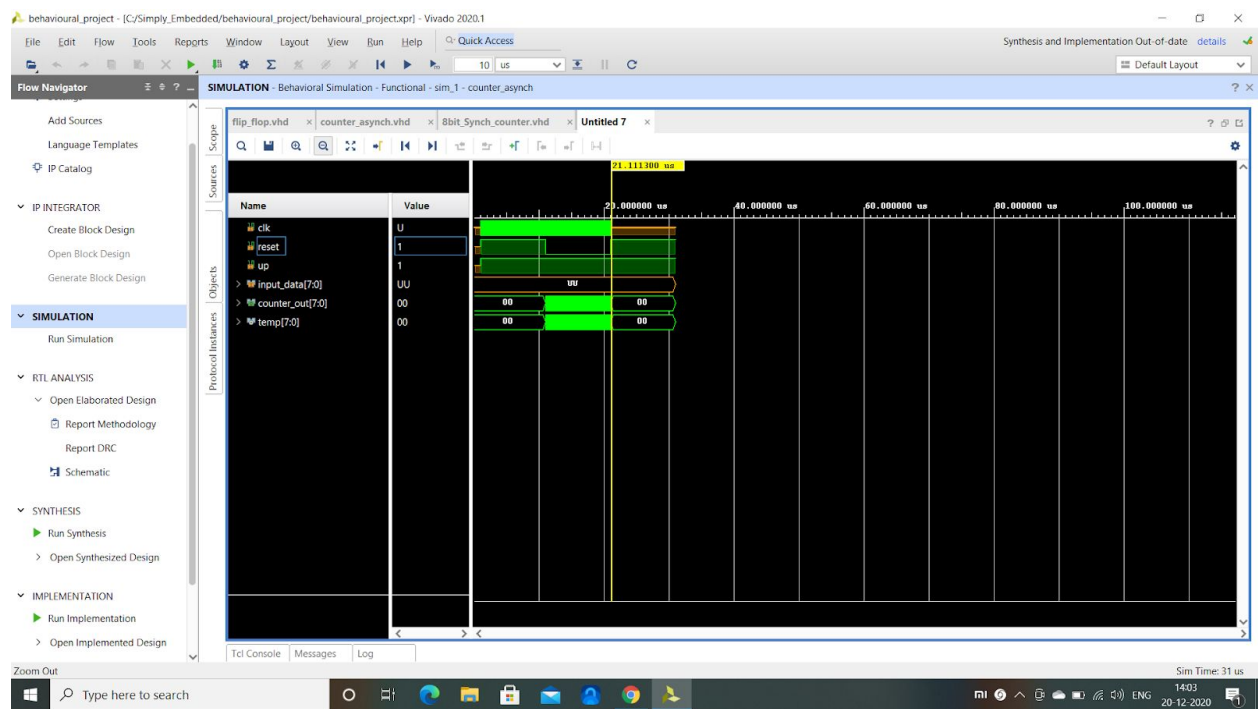 behavioural_project - [C:/Simply_Embedded/behavioural_project/behavioural_project.xpr] - Vivado 2020.1
File Edit Flow Tools Reports Window Layout View Run Help Quick Access
Synthesis and Implementation Out-of-date details
10 us
Default Layout
Flow Navigator
SIMULATION - Behavioral Simulation - Functional - sim_1 - counter_asynch
Add Sources
Language Templates
IP Catalog
IP INTEGRATOR
Create Block Design
Open Block Design
Generate Block Design
SIMULATION
Run Simulation
RTL ANALYSIS
Open Elaborated Design
Report Methodology
Report DRC
Schematic
SYNTHESIS
Run Synthesis
Open Synthesized Design
IMPLEMENTATION
Run Implementation
Open Implemented Design
Scope
Sources
Objects
Protocol Instances
flip_flop.vhd counter_asynch.vhd 8bit_Synch_counter.vhd Untitled 7
21.111300 us
Name Value
20.000000 us 40.000000 us 60.000000 us 80.000000 us 100.000000 us
clk U
reset 1
up 1
input_data[7:0] UU UU
counter_out[7:0] 00 00 00
temp[7:0] 00 00 00
Tcl Console Messages Log
Zoom Out
Sim Time: 31 us
Type here to search
ENG
14:03
20-12-2020